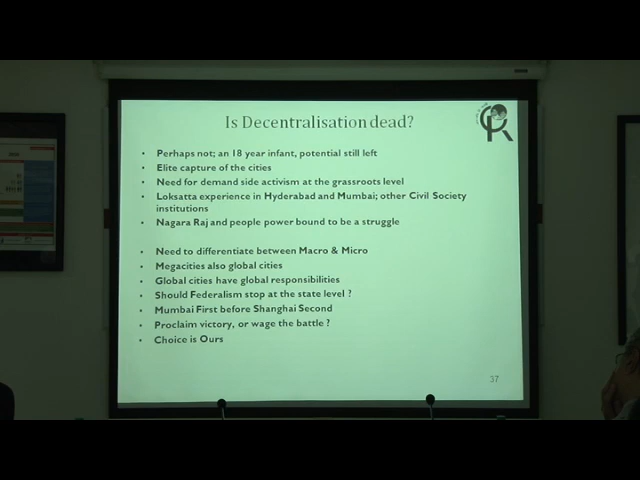 Is Decentralisation dead?
• Perhaps not; an 18 year infant, potential still left
• Elite capture of the cities
• Need for demand side activism at the grassroots level
• Loksatta experience in Hyderabad and Mumbai; other Civil Society
institutions
• Nagara Raj and people power bound to be a struggle
• Need to differentiate between Macro & Micro
• Megacities also global cities
• Global cities have global responsibilities
• Should Federalism stop at the state level ?
• Mumbai First before Shanghai Second
• Proclaim victory, or wage the battle ?
• Choice is Ours
37